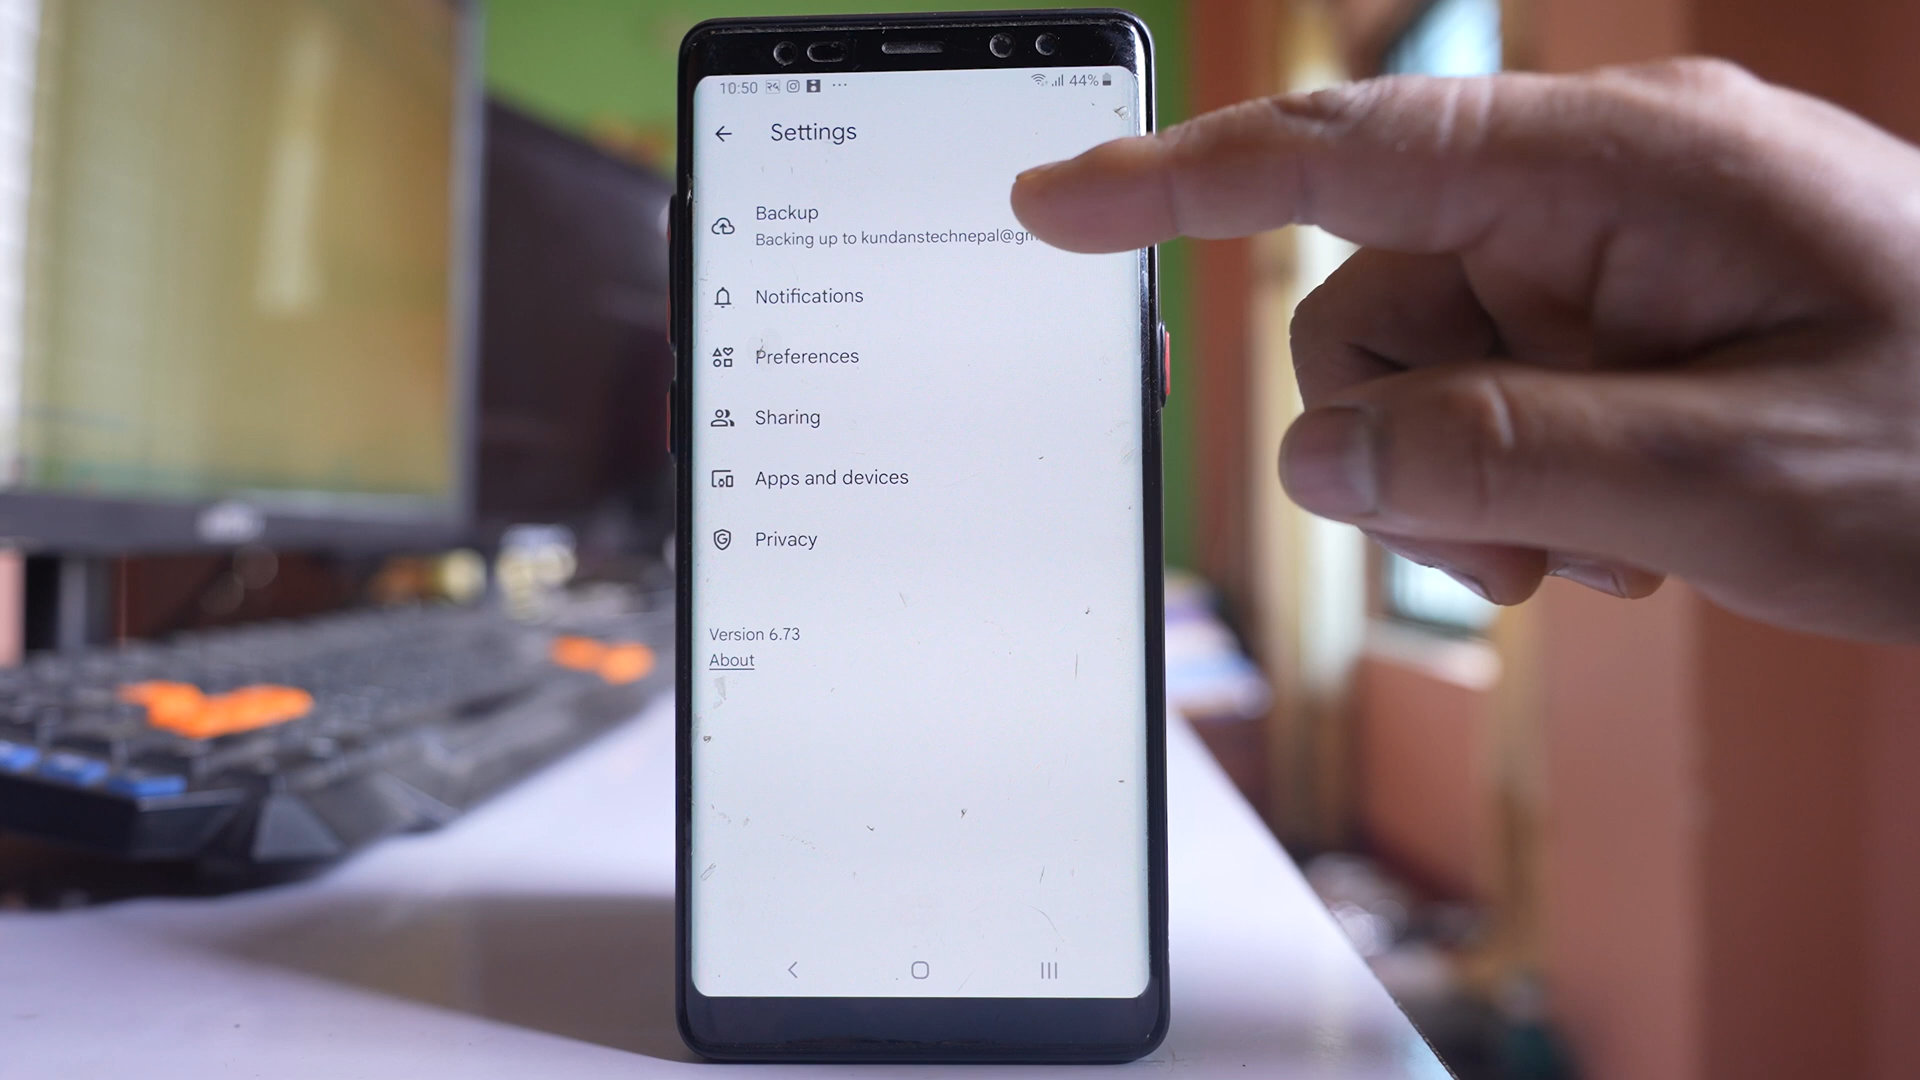 10:50 44%
Settings
Backup
Backing up to kundanstechnepal@gm
Notifications
Preferences
Sharing
Apps and devices
Privacy
Version 6.73
About